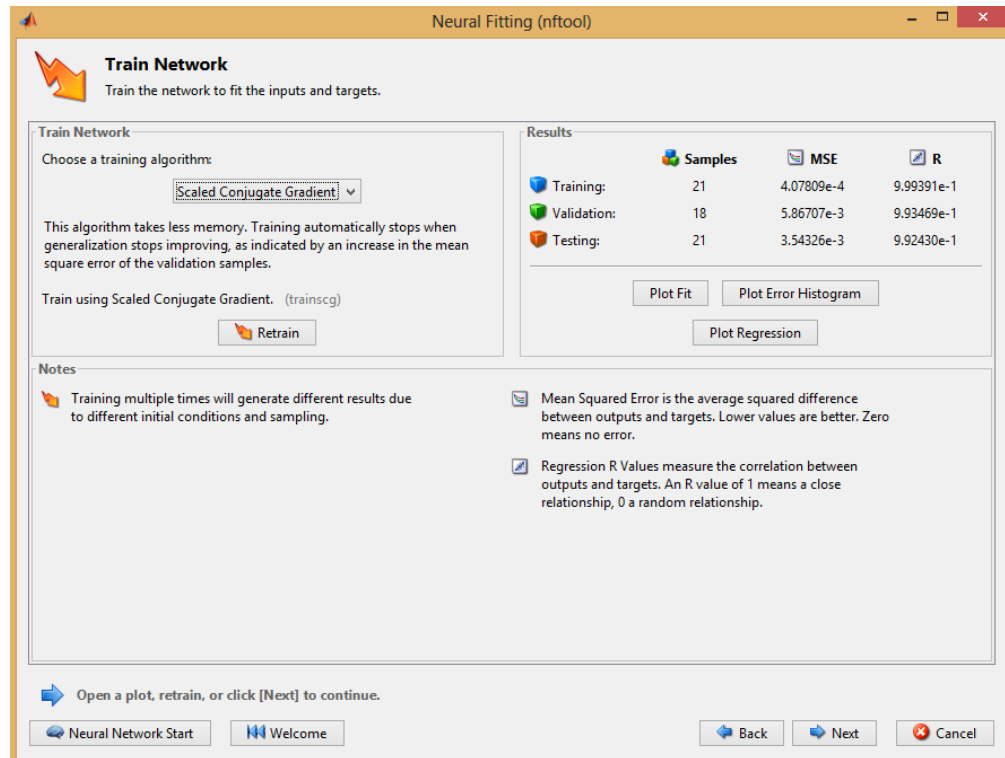 Neural Fitting (nftool)
Train Network
Train the network to fit the inputs and targets.
Train Network
Choose a training algorithm:
Scaled Conjugate Gradient
This algorithm takes less memory. Training automatically stops when
generalization stops improving, as indicated by an increase in the mean
square error of the validation samples.
Train using Scaled Conjugate Gradient. (trainscg)
Retrain
Results
Samples MSE R
Training: 21 4.07809e-4 9.99391e-1
Validation: 18 5.86707e-3 9.93469e-1
Testing: 21 3.54326e-3 9.92430e-1
Plot Fit Plot Error Histogram
Plot Regression
Notes
Training multiple times will generate different results due
to different initial conditions and sampling.
Mean Squared Error is the average squared difference
between outputs and targets. Lower values are better. Zero
means no error.
Regression R Values measure the correlation between
outputs and targets. An R value of 1 means a close
relationship, 0 a random relationship.
Open a plot, retrain, or click [Next] to continue.
Neural Network Start Welcome Back Next Cancel